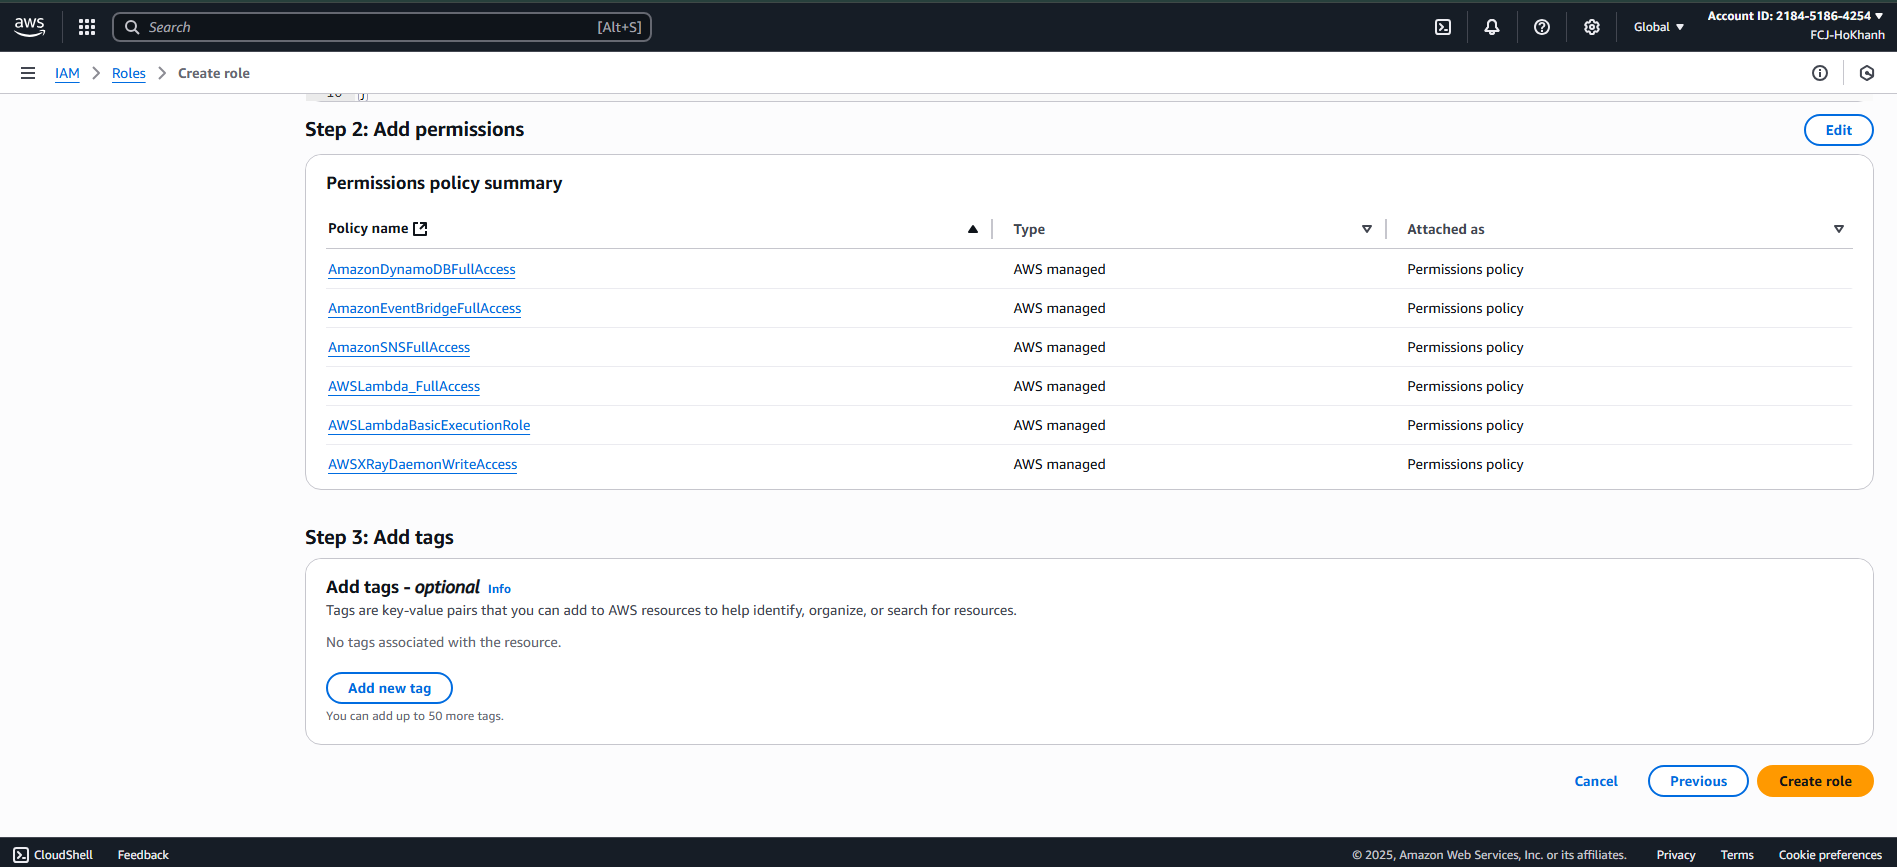 aws
Search [Alt+S]
Global
Account ID: 2184-5186-4254
FCJ-HoKhanh
IAM > Roles > Create role
Step 2: Add permissions
Edit
Permissions policy summary
Policy name Type Attached as
AmazonDynamoDBFullAccess AWS managed Permissions policy
AmazonEventBridgeFullAccess AWS managed Permissions policy
AmazonSNSFullAccess AWS managed Permissions policy
AWSLambda_FullAccess AWS managed Permissions policy
AWSLambdaBasicExecutionRole AWS managed Permissions policy
AWSXRayDaemonWriteAccess AWS managed Permissions policy
Step 3: Add tags
Add tags - optional Info
Tags are key-value pairs that you can add to AWS resources to help identify, organize, or search for resources.
No tags associated with the resource.
Add new tag
You can add up to 50 more tags.
Cancel Previous Create role
CloudShell Feedback © 2025, Amazon Web Services, Inc. or its affiliates. Privacy Terms Cookie preferences